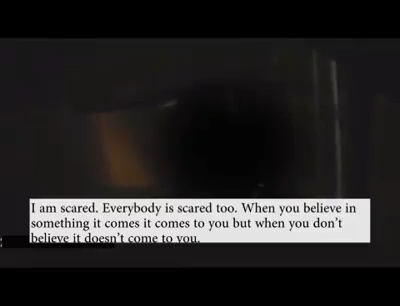 I am scared. Everybody is scared too. When you believe in
something it comes it comes to you but when you don't
believe it doesn't come to you.